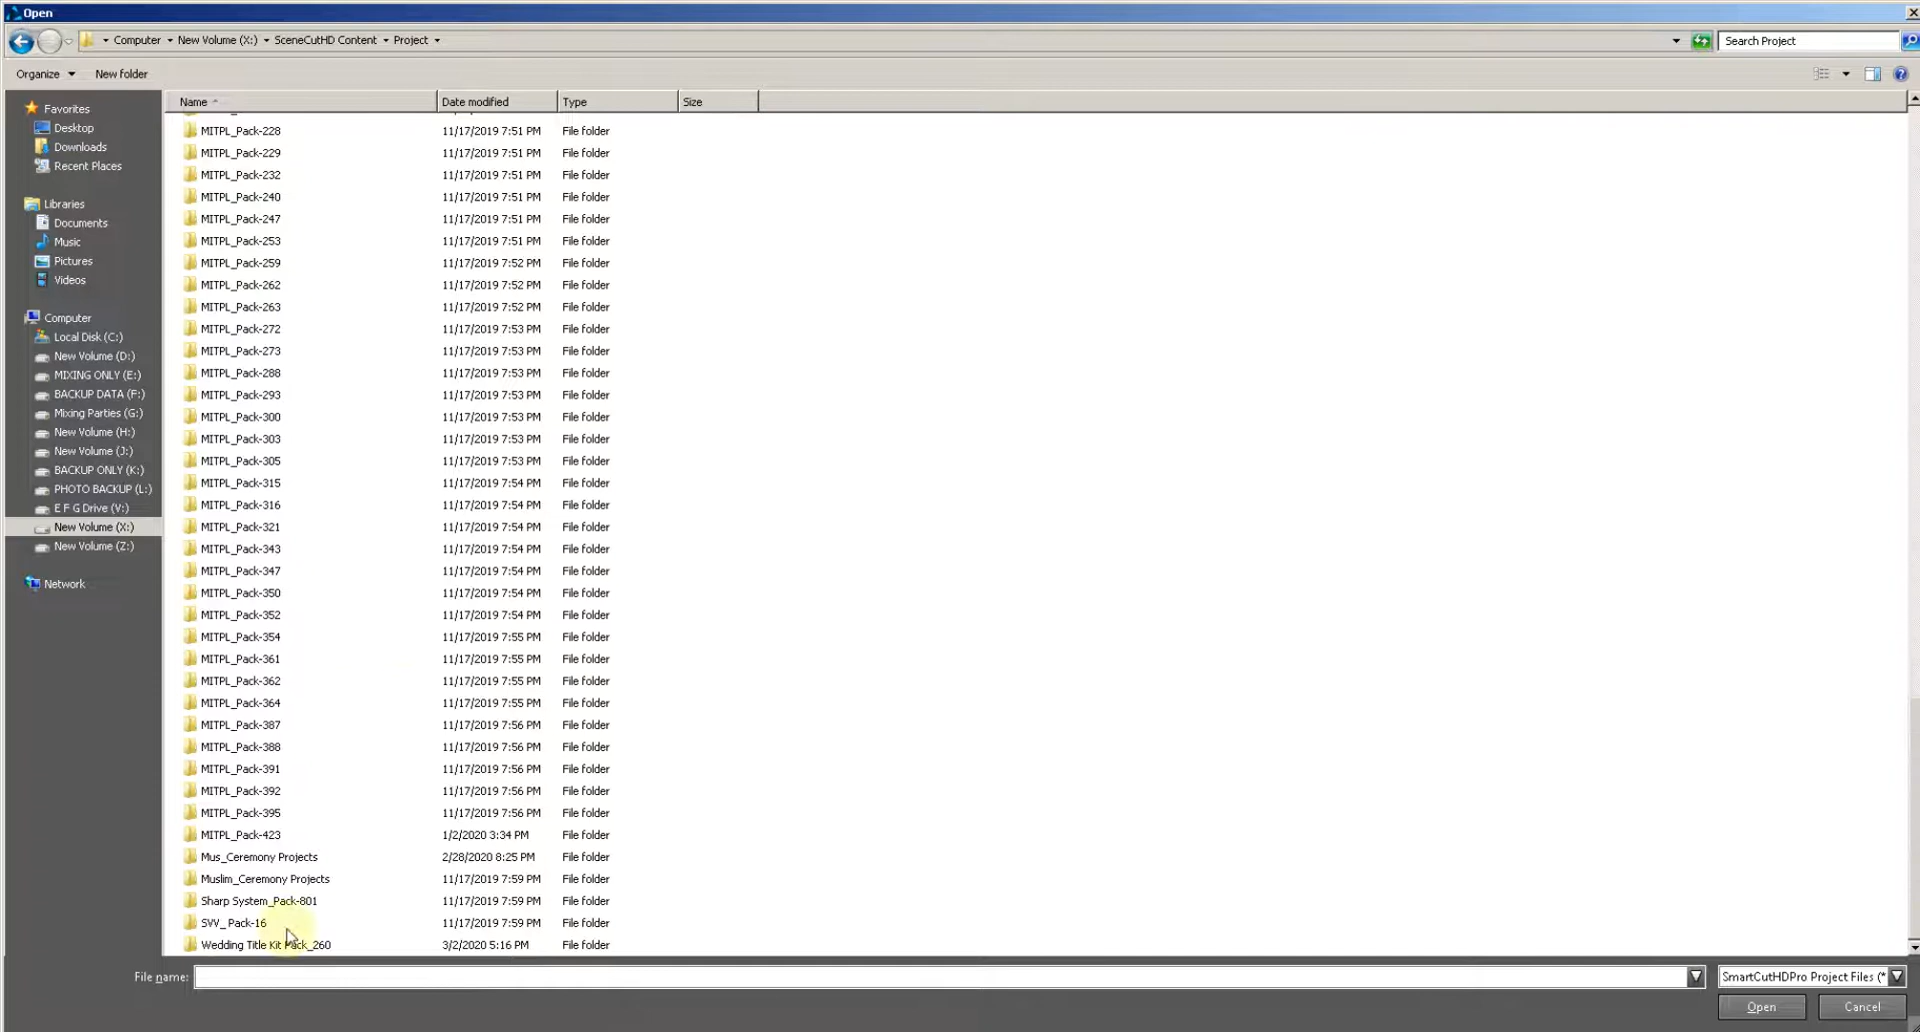 Open
Computer New Volume (X:) SceneCutHD Content Project Search Project
Organize New folder
Name Date modified Type Size
Favorites
Desktop
Downloads
Recent Places
Libraries
Documents
Music
Pictures
Videos
Computer
Local Disk (C:)
New Volume (D:)
MIXING ONLY (E:)
BACKUP DATA (F:)
Mixing Parties (G:)
New Volume (H:)
New Volume (J:)
BACKUP ONLY (K:)
PHOTO BACKUP (L:)
E F G Drive (V:)
New Volume (X:)
New Volume (Z:)
Network
MITPL_Pack-228 11/17/2019 7:51 PM File folder
MITPL_Pack-229 11/17/2019 7:51 PM File folder
MITPL_Pack-232 11/17/2019 7:51 PM File folder
MITPL_Pack-240 11/17/2019 7:51 PM File folder
MITPL_Pack-247 11/17/2019 7:51 PM File folder
MITPL_Pack-253 11/17/2019 7:51 PM File folder
MITPL_Pack-259 11/17/2019 7:52 PM File folder
MITPL_Pack-262 11/17/2019 7:52 PM File folder
MITPL_Pack-263 11/17/2019 7:52 PM File folder
MITPL_Pack-272 11/17/2019 7:53 PM File folder
MITPL_Pack-273 11/17/2019 7:53 PM File folder
MITPL_Pack-288 11/17/2019 7:53 PM File folder
MITPL_Pack-293 11/17/2019 7:53 PM File folder
MITPL_Pack-300 11/17/2019 7:53 PM File folder
MITPL_Pack-303 11/17/2019 7:53 PM File folder
MITPL_Pack-305 11/17/2019 7:53 PM File folder
MITPL_Pack-315 11/17/2019 7:54 PM File folder
MITPL_Pack-316 11/17/2019 7:54 PM File folder
MITPL_Pack-321 11/17/2019 7:54 PM File folder
MITPL_Pack-343 11/17/2019 7:54 PM File folder
MITPL_Pack-347 11/17/2019 7:54 PM File folder
MITPL_Pack-350 11/17/2019 7:54 PM File folder
MITPL_Pack-352 11/17/2019 7:54 PM File folder
MITPL_Pack-354 11/17/2019 7:55 PM File folder
MITPL_Pack-361 11/17/2019 7:55 PM File folder
MITPL_Pack-362 11/17/2019 7:55 PM File folder
MITPL_Pack-364 11/17/2019 7:55 PM File folder
MITPL_Pack-387 11/17/2019 7:56 PM File folder
MITPL_Pack-388 11/17/2019 7:56 PM File folder
MITPL_Pack-391 11/17/2019 7:56 PM File folder
MITPL_Pack-392 11/17/2019 7:56 PM File folder
MITPL_Pack-395 11/17/2019 7:56 PM File folder
MITPL_Pack-423 1/2/2020 3:34 PM File folder
Mus_Ceremony Projects 2/28/2020 8:25 PM File folder
Muslim_Ceremony Projects 11/17/2019 7:59 PM File folder
Sharp System_Pack-801 11/17/2019 7:59 PM File folder
SVV_ Pack-16 11/17/2019 7:59 PM File folder
Wedding Title Kit Pack_260 3/2/2020 5:16 PM File folder
File name: SmartCutHDPro Project Files (*
Open Cancel